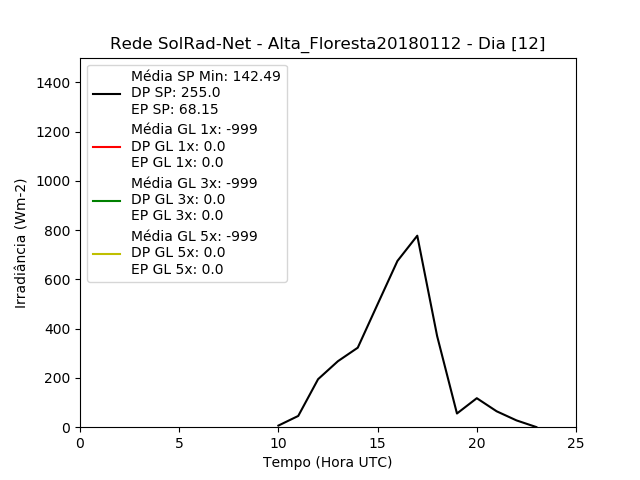 Rede SolRad-Net - Alta_Floresta20180112 - Dia [12]
Média SP Min: 142.49
DP SP: 255.0
EP SP: 68.15
Média GL 1x: -999
DP GL 1x: 0.0
EP GL 1x: 0.0
Média GL 3x: -999
DP GL 3x: 0.0
EP GL 3x: 0.0
Média GL 5x: -999
DP GL 5x: 0.0
EP GL 5x: 0.0
Irradiância (Wm-2)
1400
1200
1000
800
600
400
200
0
0 5 10 15 20 25
Tempo (Hora UTC)